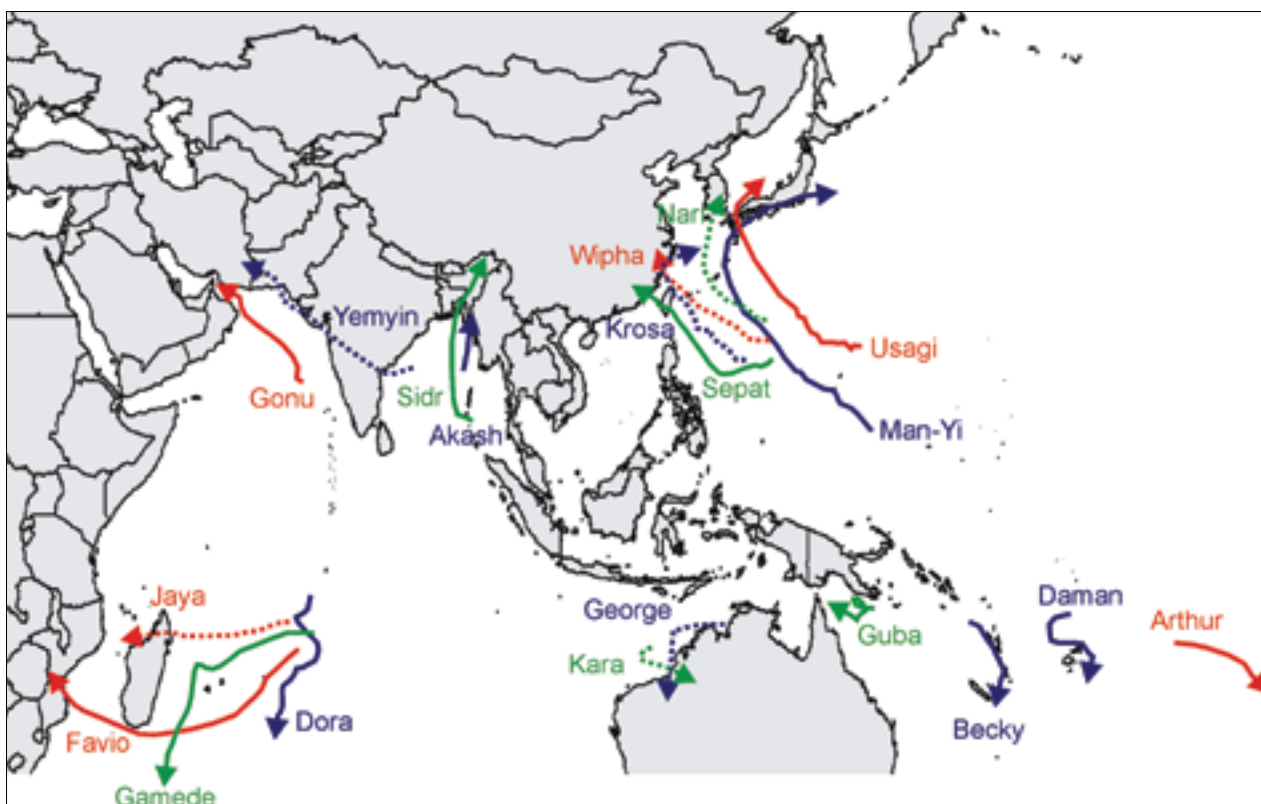 Nari
Wipha
Yemyin
Krosa
Usagi
Gonu
Sidr
Sepat
Akash
Man-Yi
Jaya
George
Daman
Arthur
Guba
Kara
Dora
Becky
Favio
Gamede